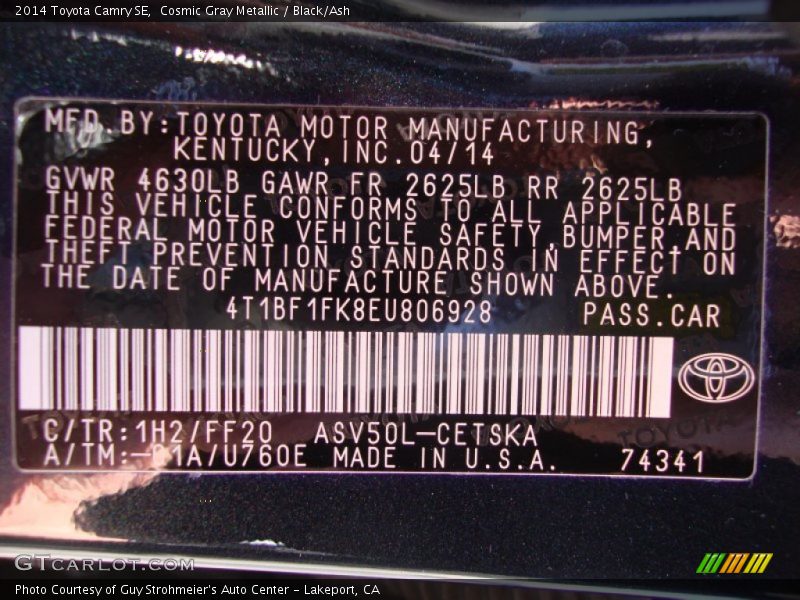 2014 Toyota Camry SE, Cosmic Gray Metallic / Black/Ash
MFD.BY:TOYOTA MOTOR MANUFACTURING,
KENTUCKY,INC.04/14
GVWR 4630LB GAWR FR 2625LB RR 2625LB
THIS VEHICLE CONFORMS TO ALL APPLICABLE
FEDERAL MOTOR VEHICLE SAFETY,BUMPER,AND
THEFT PREVENTION STANDARDS IN EFFECT ON
THE DATE OF MANUFACTURE SHOWN ABOVE.
4T1BF1FK8EU806928 PASS.CAR
C/TR:1H2/FF20 ASV50L-CETSKA
A/TM:-01A/U760E MADE IN U.S.A. 74341
GTCARLOT.COM
Photo Courtesy of Guy Strohmeier's Auto Center - Lakeport, CA